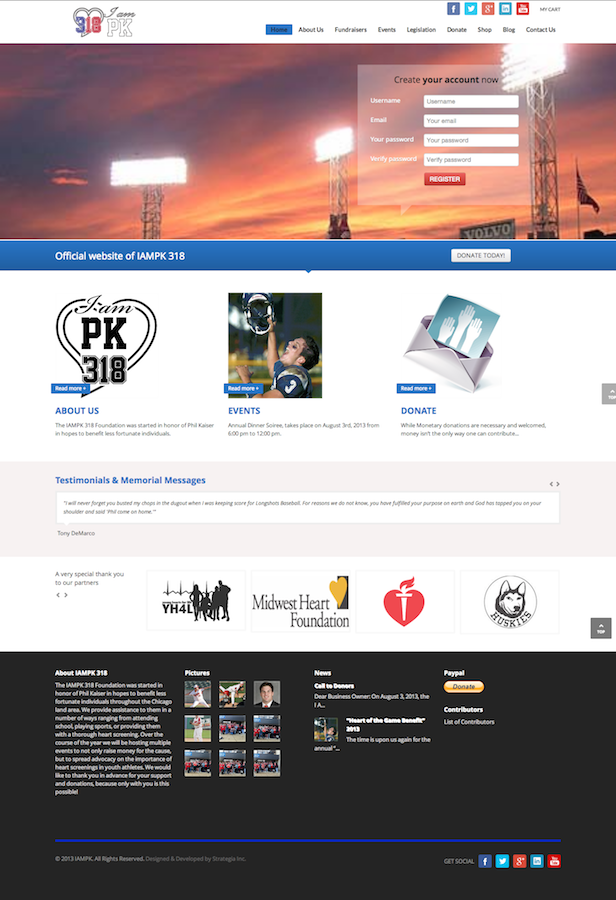 I am
318 PK
MY CART
Home About Us Fundraisers Events Legislation Donate Shop Blog Contact Us
Create your account now
Username Username
Email Your email
Your password Your password
Verify password Verify password
REGISTER
VOLVO
Official website of IAMPK 318
DONATE TODAY!
I am
PK
318
3
Read more +
Read more +
Read more +
ABOUT US
The IAMPK 318 Foundation was started in honor of Phil Kaiser
in hopes to benefit less fortunate individuals.
EVENTS
Annual Dinner Soiree, takes place on August 3rd, 2013 from
6:00 pm to 12:00 pm.
DONATE
While Monetary donations are necessary and welcomed,
money isn't the only way one can contribute...
TOP
Testimonials & Memorial Messages
"I will never forget you busted my chops in the dugout when I was keeping score for Longshots Baseball. For reasons we do not know, you have fulfilled your purpose on earth and God has tapped you on your
shoulder and said 'Phil come on home.'"
Tony DeMarco
A very special thank you
to our partners
YH4L
Midwest Heart
Foundation
HUSKIES
TOP
About IAMPK 318
The IAMPK 318 Foundation was started in
honor of Phil Kaiser in hopes to benefit less
fortunate individuals throughout the Chicago
land area. We provide assistance to them in a
number of ways ranging from attending
school, playing sports, or providing them
with a thorough heart screening. Over the
course of the year we will be hosting multiple
events to not only raise money for the cause,
but to spread advocacy on the importance of
heart screenings in youth athletes. We would
like to thank you in advance for your support
and donations, because only with you is this
possible!
Pictures
News
Call to Donors
Dear Business Owner: On August 3, 2013, the
I A...
"Heart of the Game Benefit"
2013
The time is upon us again for the
annual "...
Paypal
Donate
Contributors
List of Contributors
© 2013 IAMPK. All Rights Reserved. Designed & Developed by Strategia Inc.
GET SOCIAL